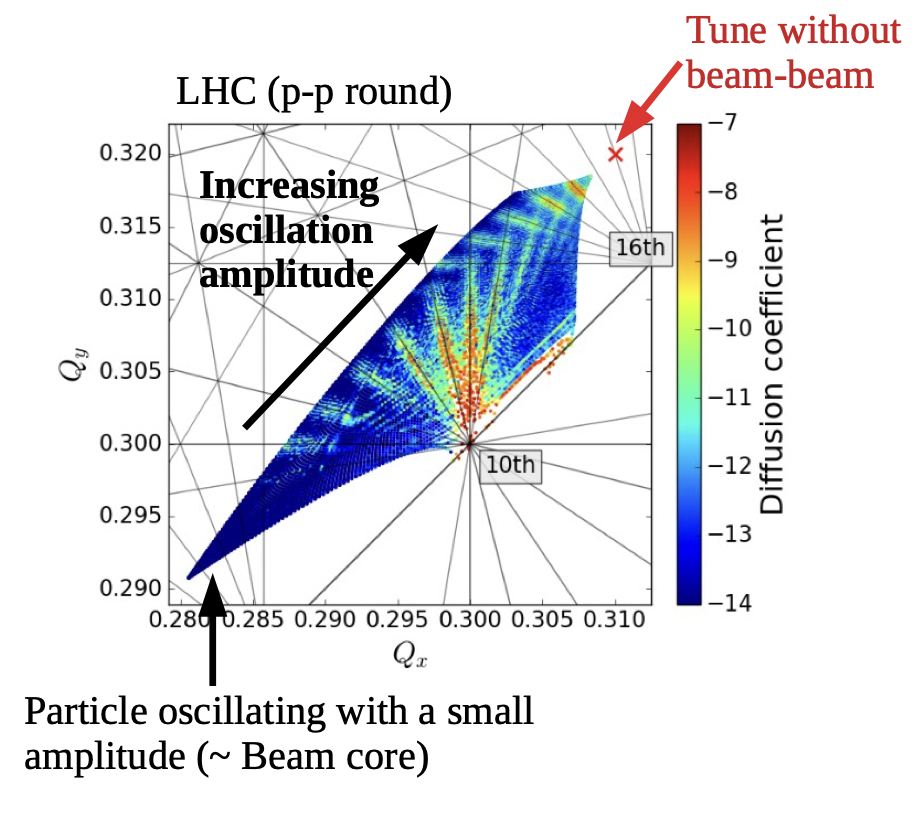 Tune without
beam-beam
LHC (p-p round)
Increasing
oscillation
amplitude
0.320
0.315
0.310
0.305
0.300
0.295
0.290
Qy
16th
10th
0.280
0.285
0.290
0.295
0.300
0.305
0.310
Qx
−7
−8
−9
−10
−11
−12
−13
−14
Diffusion coefficient
Particle oscillating with a small
amplitude (~ Beam core)